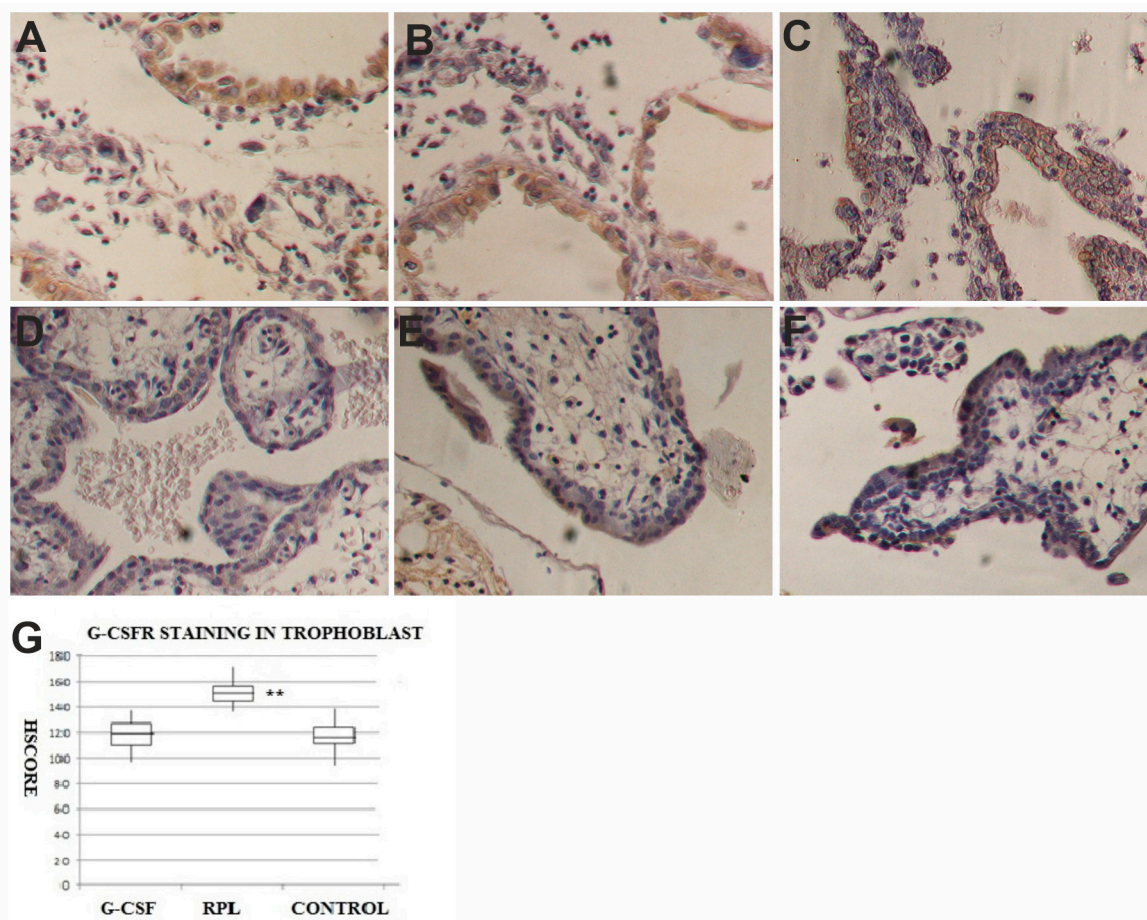 A
B
C
D
E
F
G
G-CSFR STAINING IN TROPHOBLAST
180
160
140
120
100
80
60
40
20
0
HSCORE
**
G-CSF RPL CONTROL